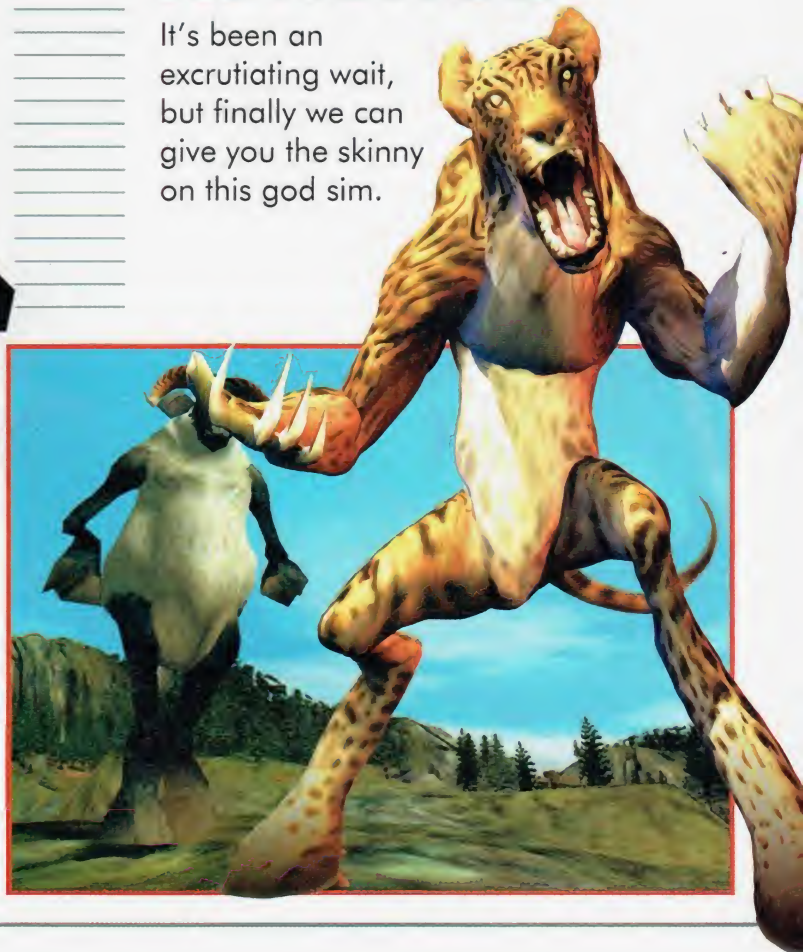 It's been an
excrutiating wait,
but finally we can
give you the skinny
on this god sim.